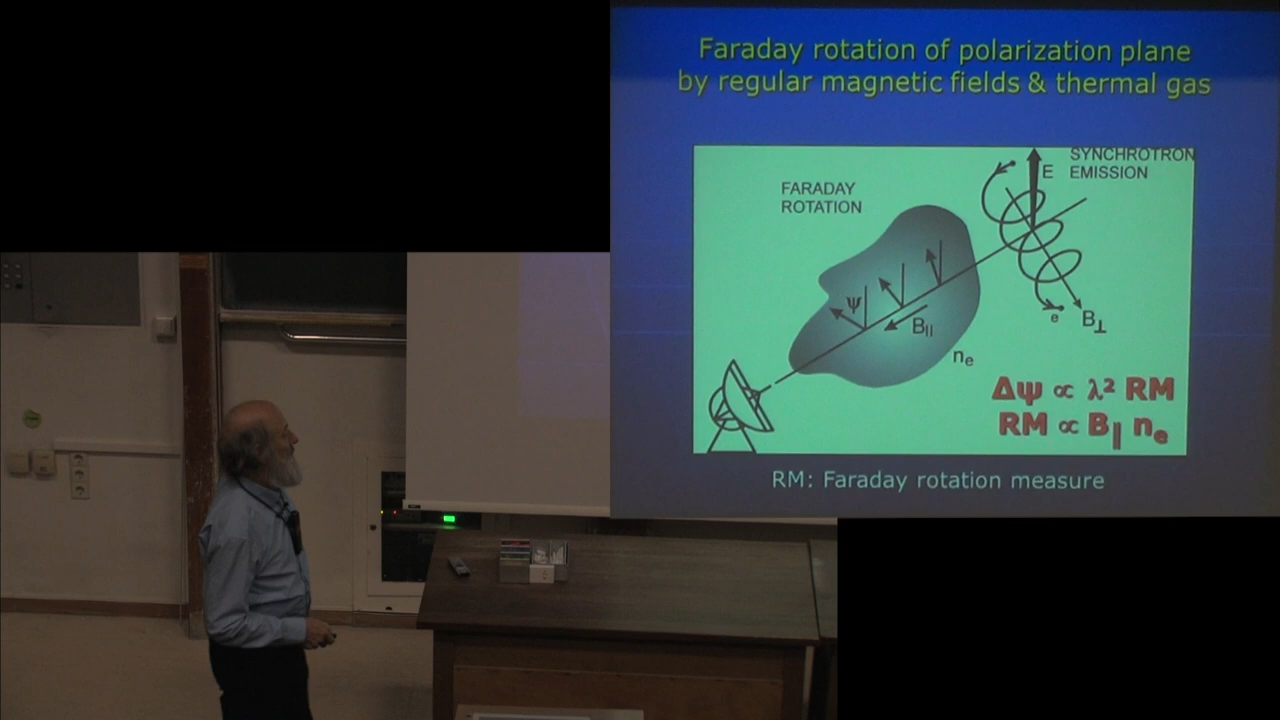 Faraday rotation of polarization plane
by regular magnetic fields & thermal gas
SYNCHROTRON
EMISSION
E
FARADAY
ROTATION
ψ
B||
e
B⊥
ne
Δψ ∝ λ² RM
RM ∝ B|| ne
RM: Faraday rotation measure